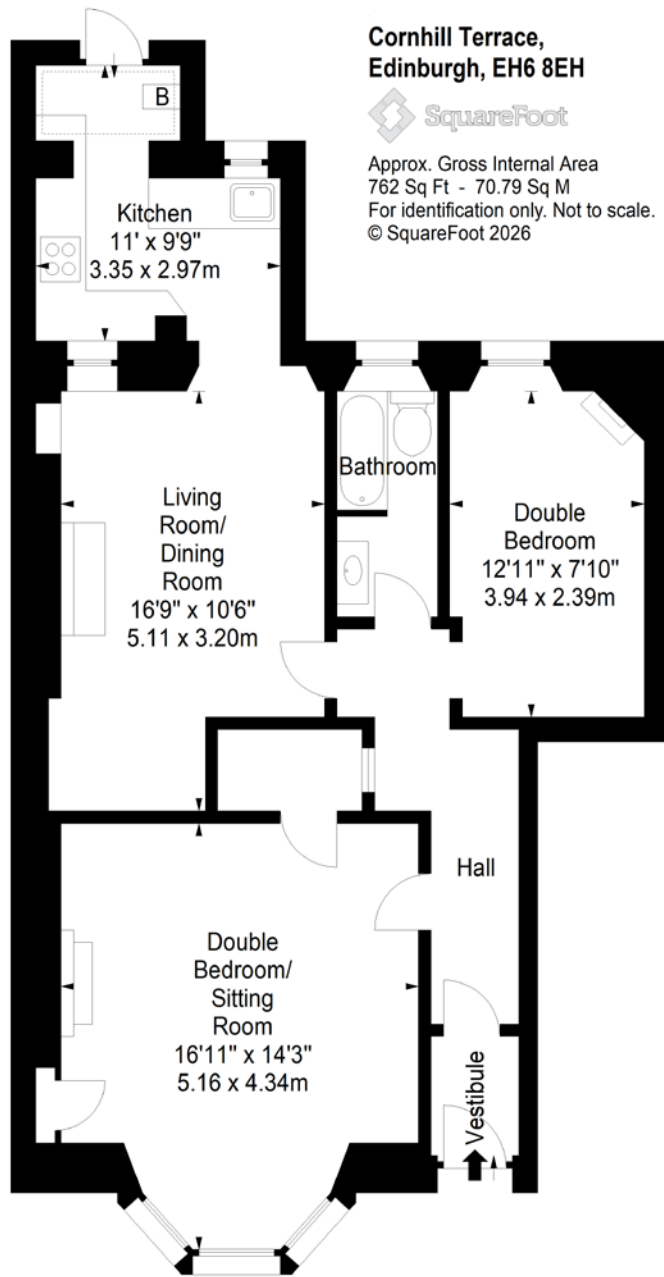 Cornhill Terrace,
Edinburgh, EH6 8EH
SquareFoot
Approx. Gross Internal Area
762 Sq Ft - 70.79 Sq M
For identification only. Not to scale.
© SquareFoot 2026
B
Kitchen
11' x 9'9"
3.35 x 2.97m
Bathroom
Living
Room/
Dining
Room
16'9" x 10'6"
5.11 x 3.20m
Double
Bedroom
12'11" x 7'10"
3.94 x 2.39m
Hall
Double
Bedroom/
Sitting
Room
16'11" x 14'3"
5.16 x 4.34m
Vestibule